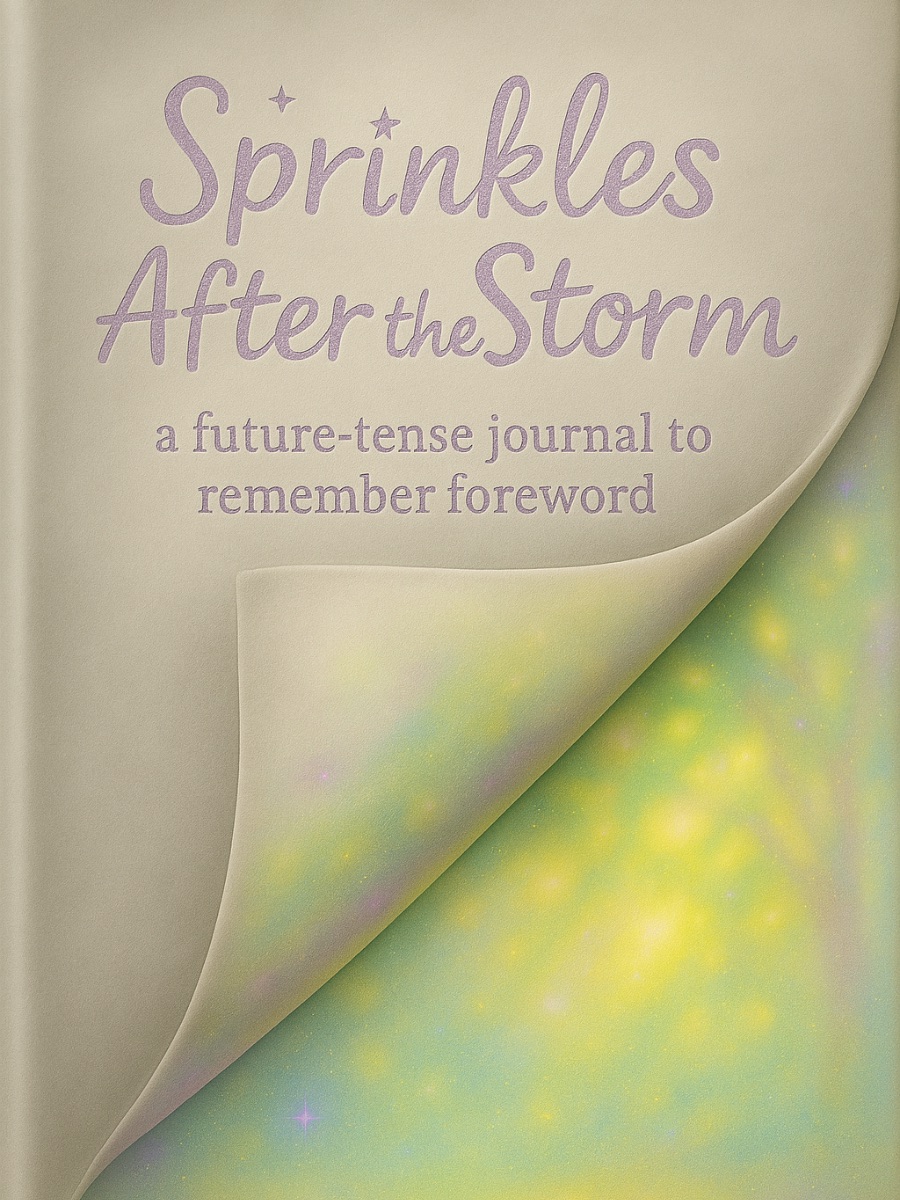 Sprinkles
After the Storm
a future-tense journal to
remember foreword